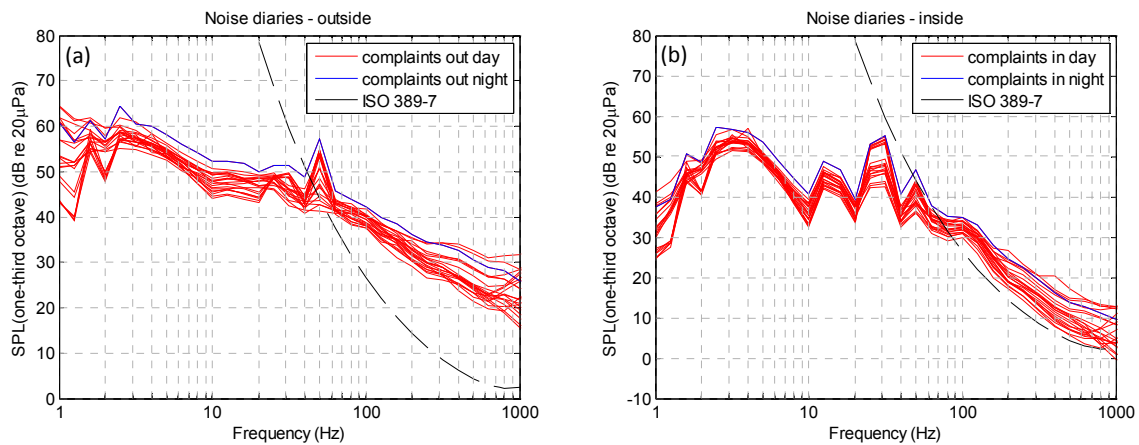 Noise diaries - outside
(a)
complaints out day
complaints out night
ISO 389-7
80
70
60
50
40
30
20
10
0
SPL(one-third octave) (dB re 20µPa)
1 10 100 1000
Frequency (Hz)
Noise diaries - inside
(b)
complaints in day
complaints in night
ISO 389-7
80
70
60
50
40
30
20
10
0
-10
SPL(one-third octave) (dB re 20µPa)
1 10 100 1000
Frequency (Hz)